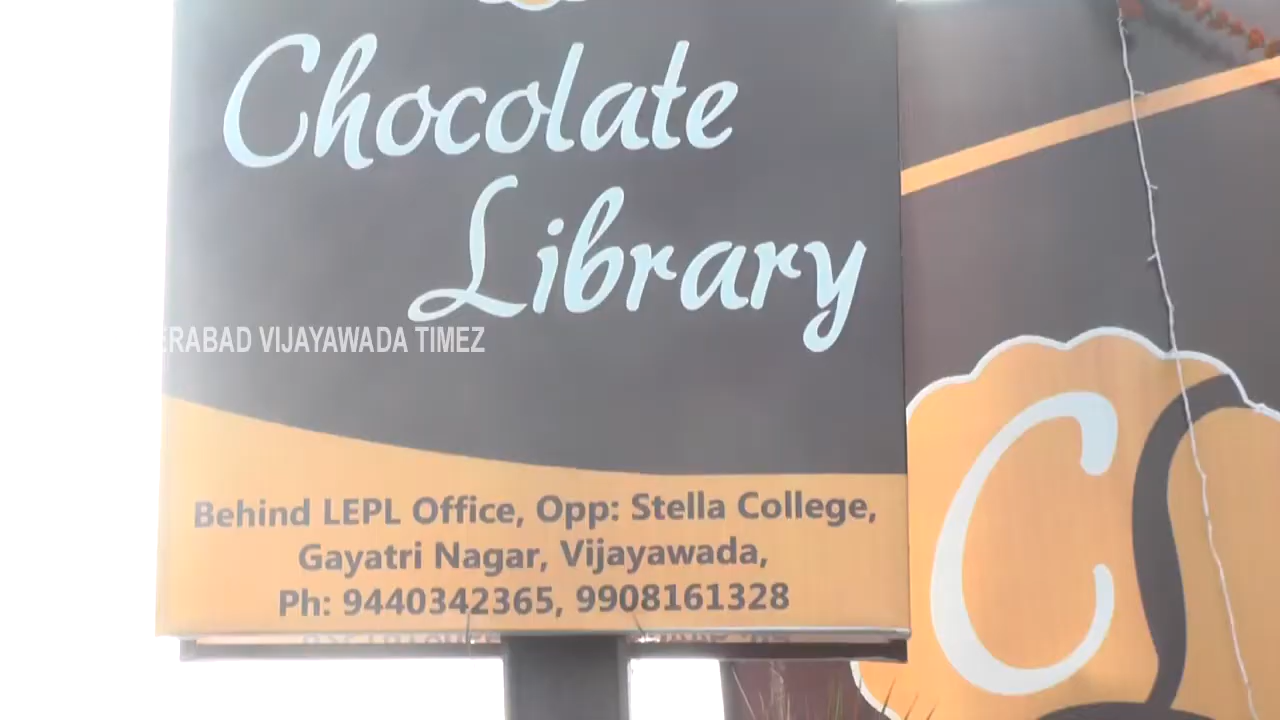 Chocolate
Library
ERABAD VIJAYAWADA TIMEZ
Behind LEPL Office, Opp: Stella College,
Gayatri Nagar, Vijayawada,
Ph: 9440342365, 9908161328
C